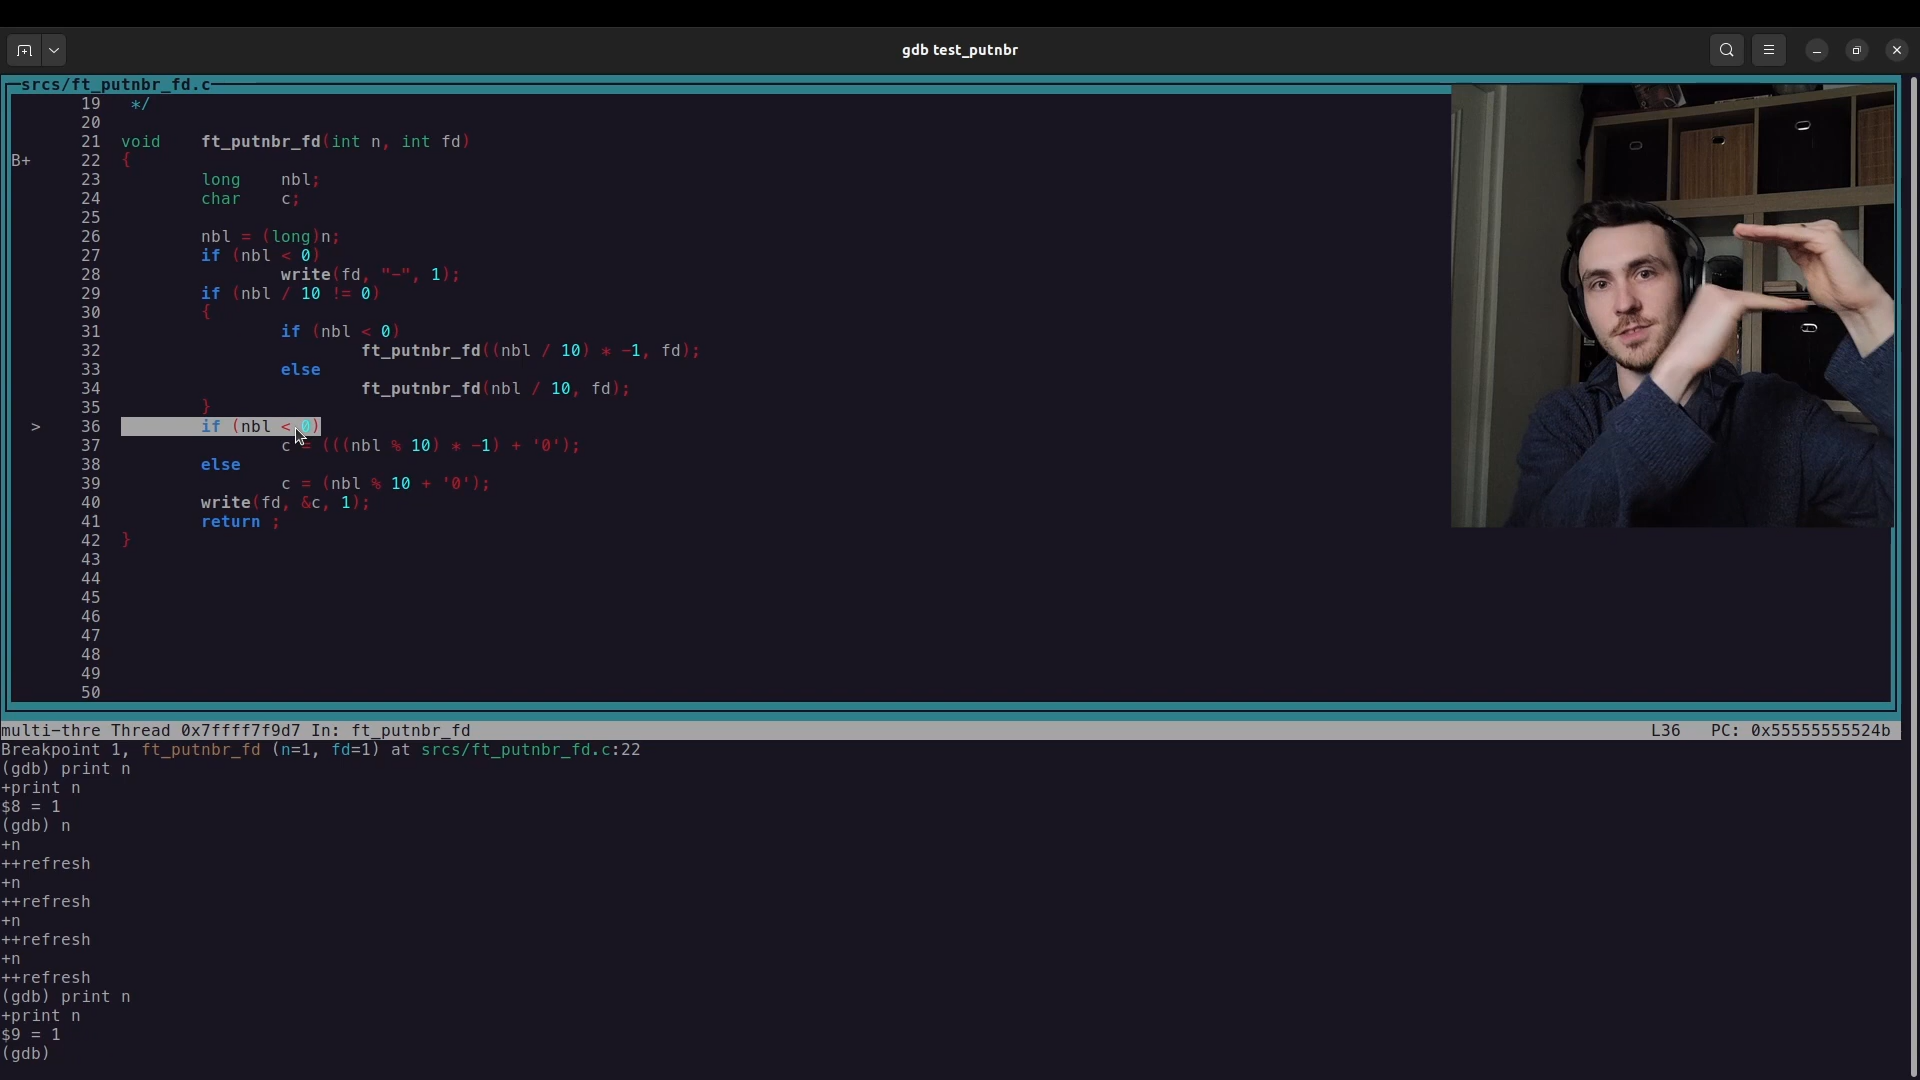 gdb test_putnbr
srcs/ft_putnbr_fd.c
19 */
20
21 void ft_putnbr_fd(int n, int fd)
B+ 22 {
23 long nbl;
24 char c;
25
26 nbl = (long)n;
27 if (nbl < 0)
28 write(fd, "-", 1);
29 if (nbl / 10 != 0)
30 {
31 if (nbl < 0)
32 ft_putnbr_fd((nbl / 10) * -1, fd);
33 else
34 ft_putnbr_fd(nbl / 10, fd);
35 }
> 36 if (nbl < 0)
37 c = (((nbl % 10) * -1) + '0');
38 else
39 c = (nbl % 10 + '0');
40 write(fd, &c, 1);
41 return ;
42 }
43
44
45
46
47
48
49
50
multi-thre Thread 0x7ffff7f9d7 In: ft_putnbr_fd L36 PC: 0x55555555524b
Breakpoint 1, ft_putnbr_fd (n=1, fd=1) at srcs/ft_putnbr_fd.c:22
(gdb) print n
+print n
$8 = 1
(gdb) n
+n
++refresh
+n
++refresh
+n
++refresh
+n
++refresh
(gdb) print n
+print n
$9 = 1
(gdb)